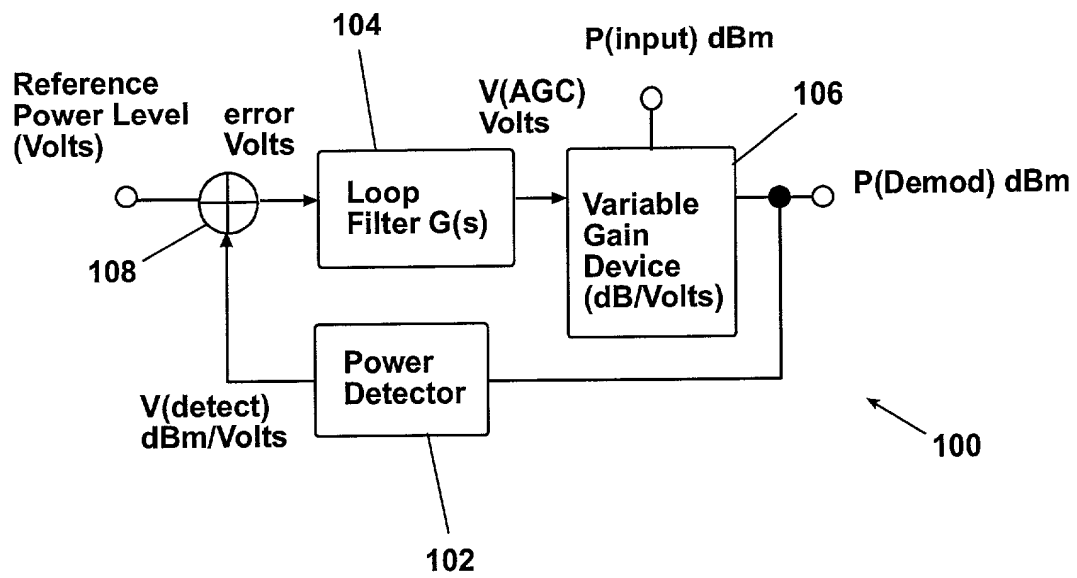 104
P(input) dBm
Reference
Power Level
(Volts)
error
Volts
V(AGC)
Volts
106
Loop
Filter G(s)
Variable
Gain
Device
(dB/Volts)
P(Demod) dBm
108
Power
Detector
V(detect)
dBm/Volts
100
102